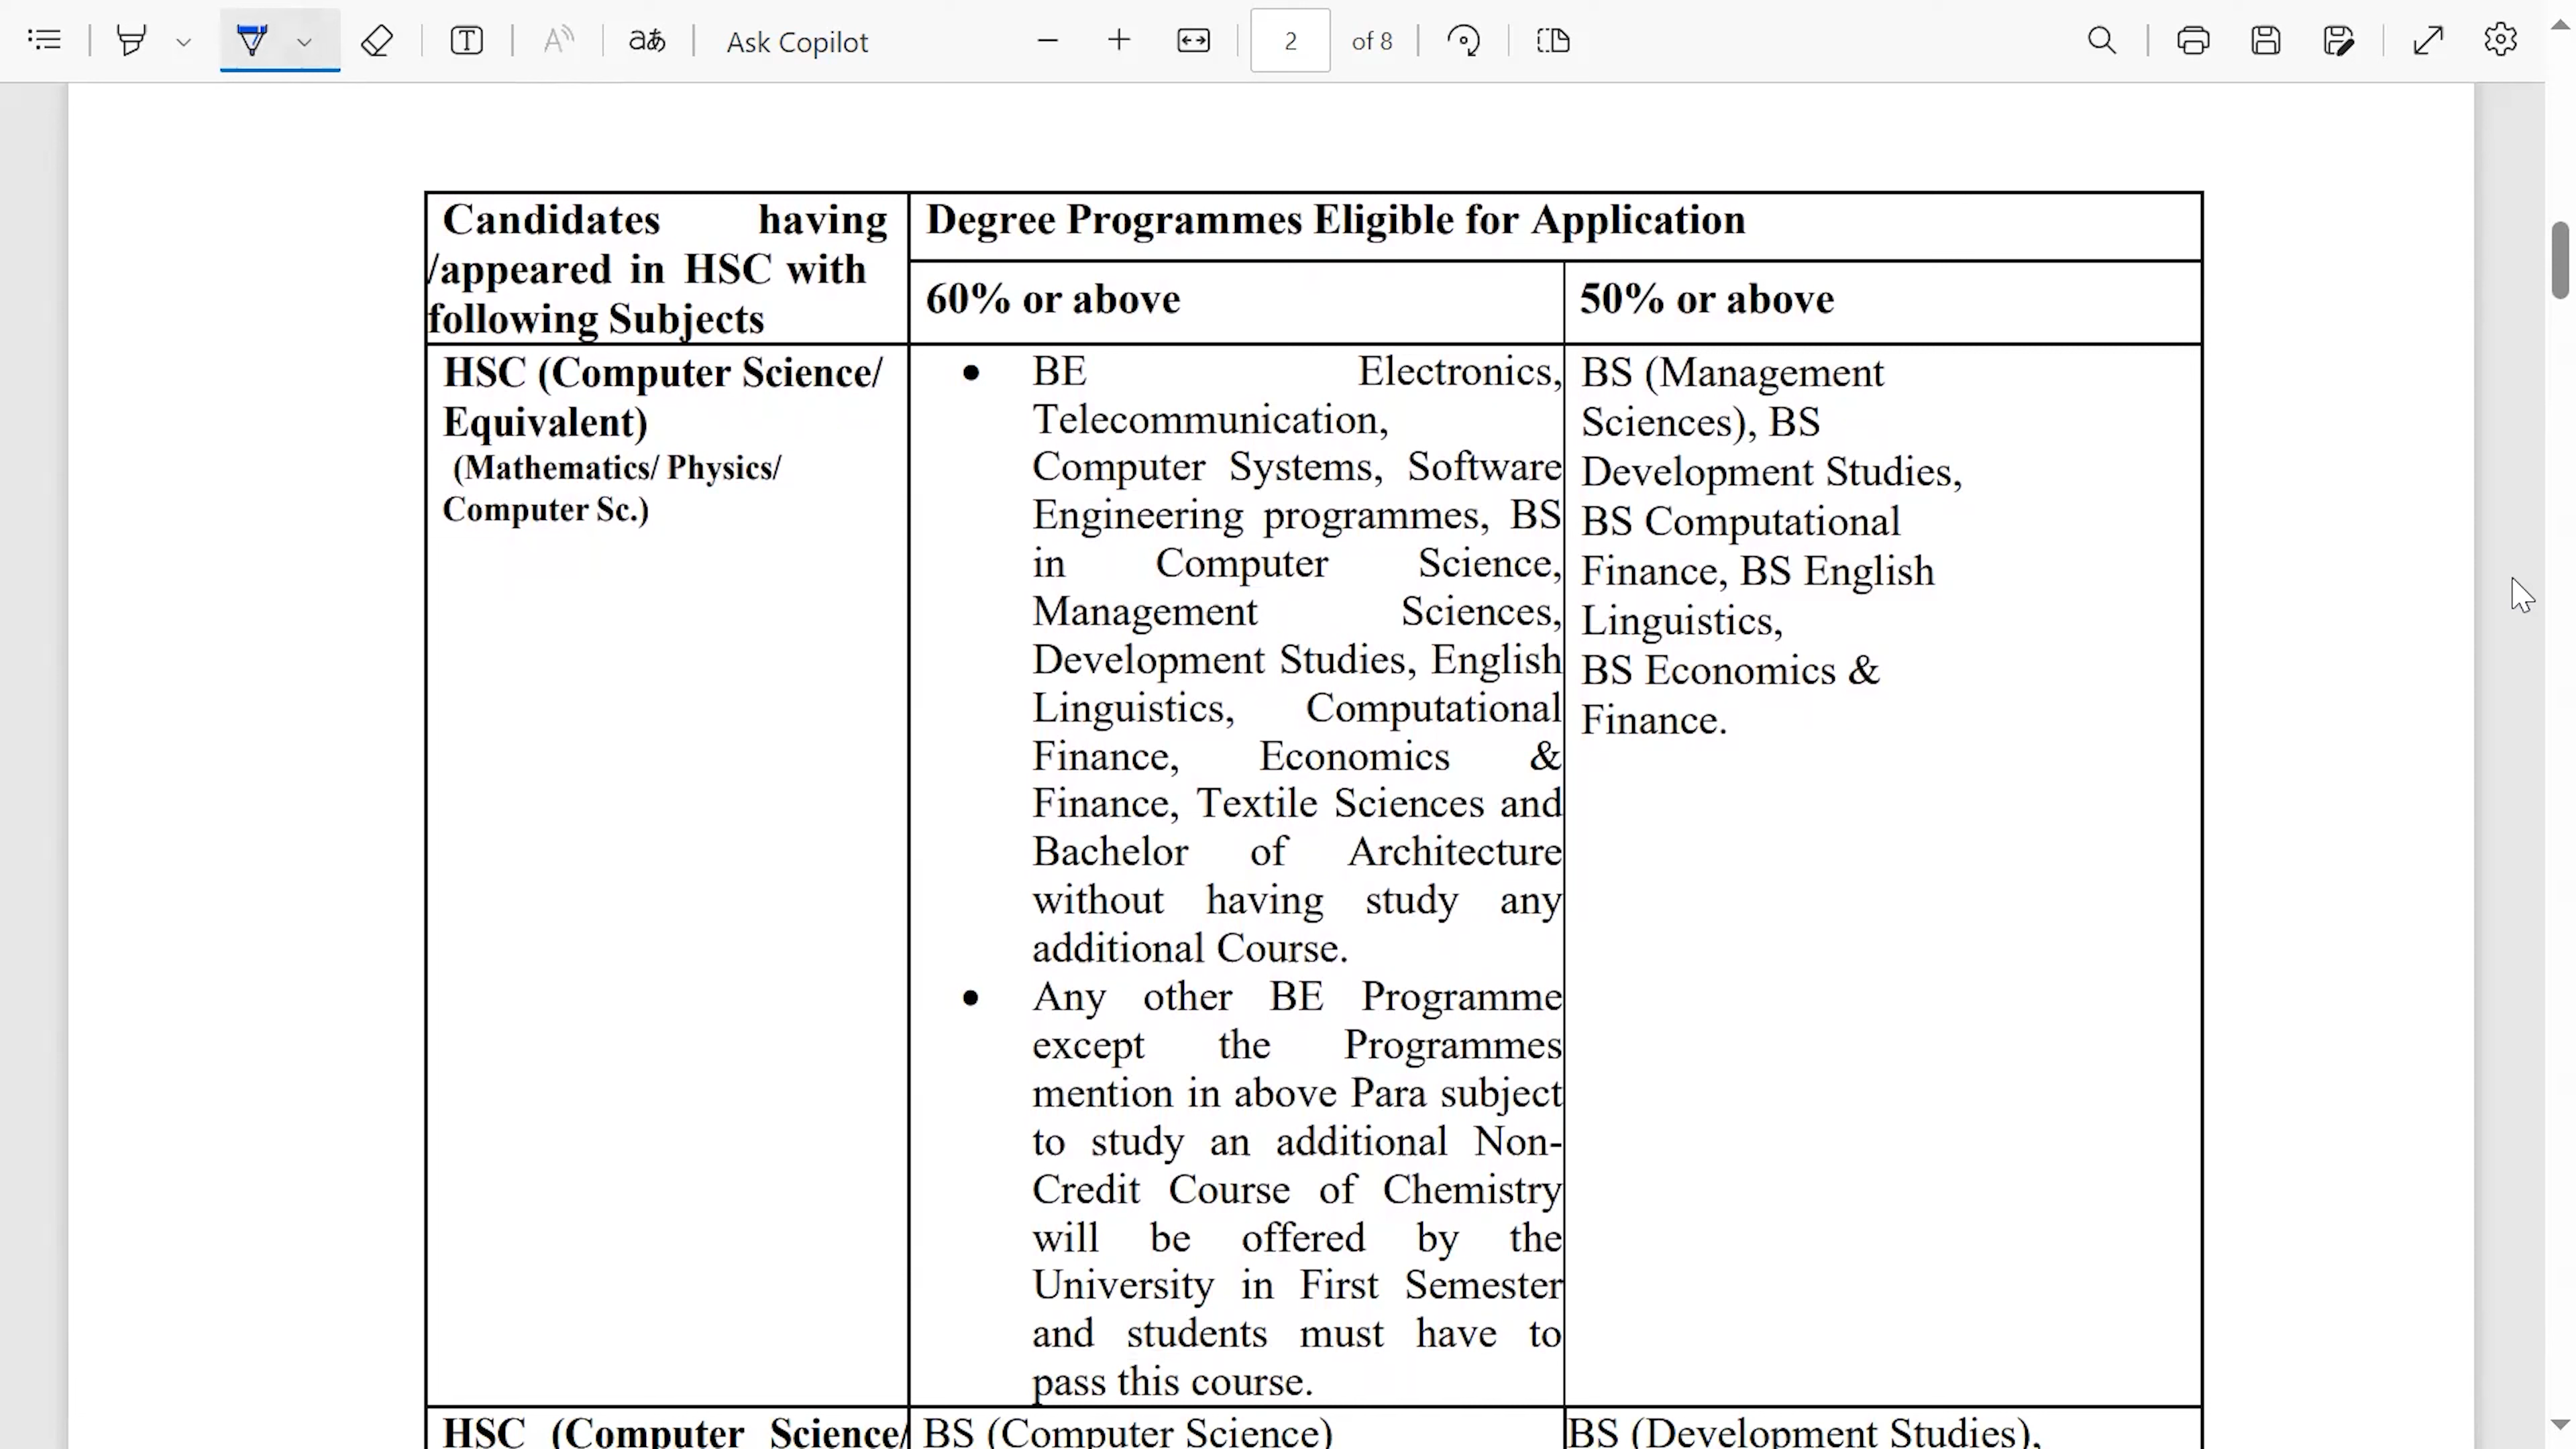 Ask Copilot
2
of 8
Candidates having
/appeared in HSC with
following Subjects
Degree Programmes Eligible for Application
60% or above
50% or above
HSC (Computer Science/
Equivalent)
(Mathematics/ Physics/
Computer Sc.)
• BE Electronics,
Telecommunication,
Computer Systems, Software
Engineering programmes, BS
in Computer Science,
Management Sciences,
Development Studies, English
Linguistics, Computational
Finance, Economics &
Finance, Textile Sciences and
Bachelor of Architecture
without having study any
additional Course.
• Any other BE Programme
except the Programmes
mention in above Para subject
to study an additional Non-
Credit Course of Chemistry
will be offered by the
University in First Semester
and students must have to
pass this course.
BS (Management
Sciences), BS
Development Studies,
BS Computational
Finance, BS English
Linguistics,
BS Economics &
Finance.
HSC (Computer Science/
BS (Computer Science)
BS (Development Studies),